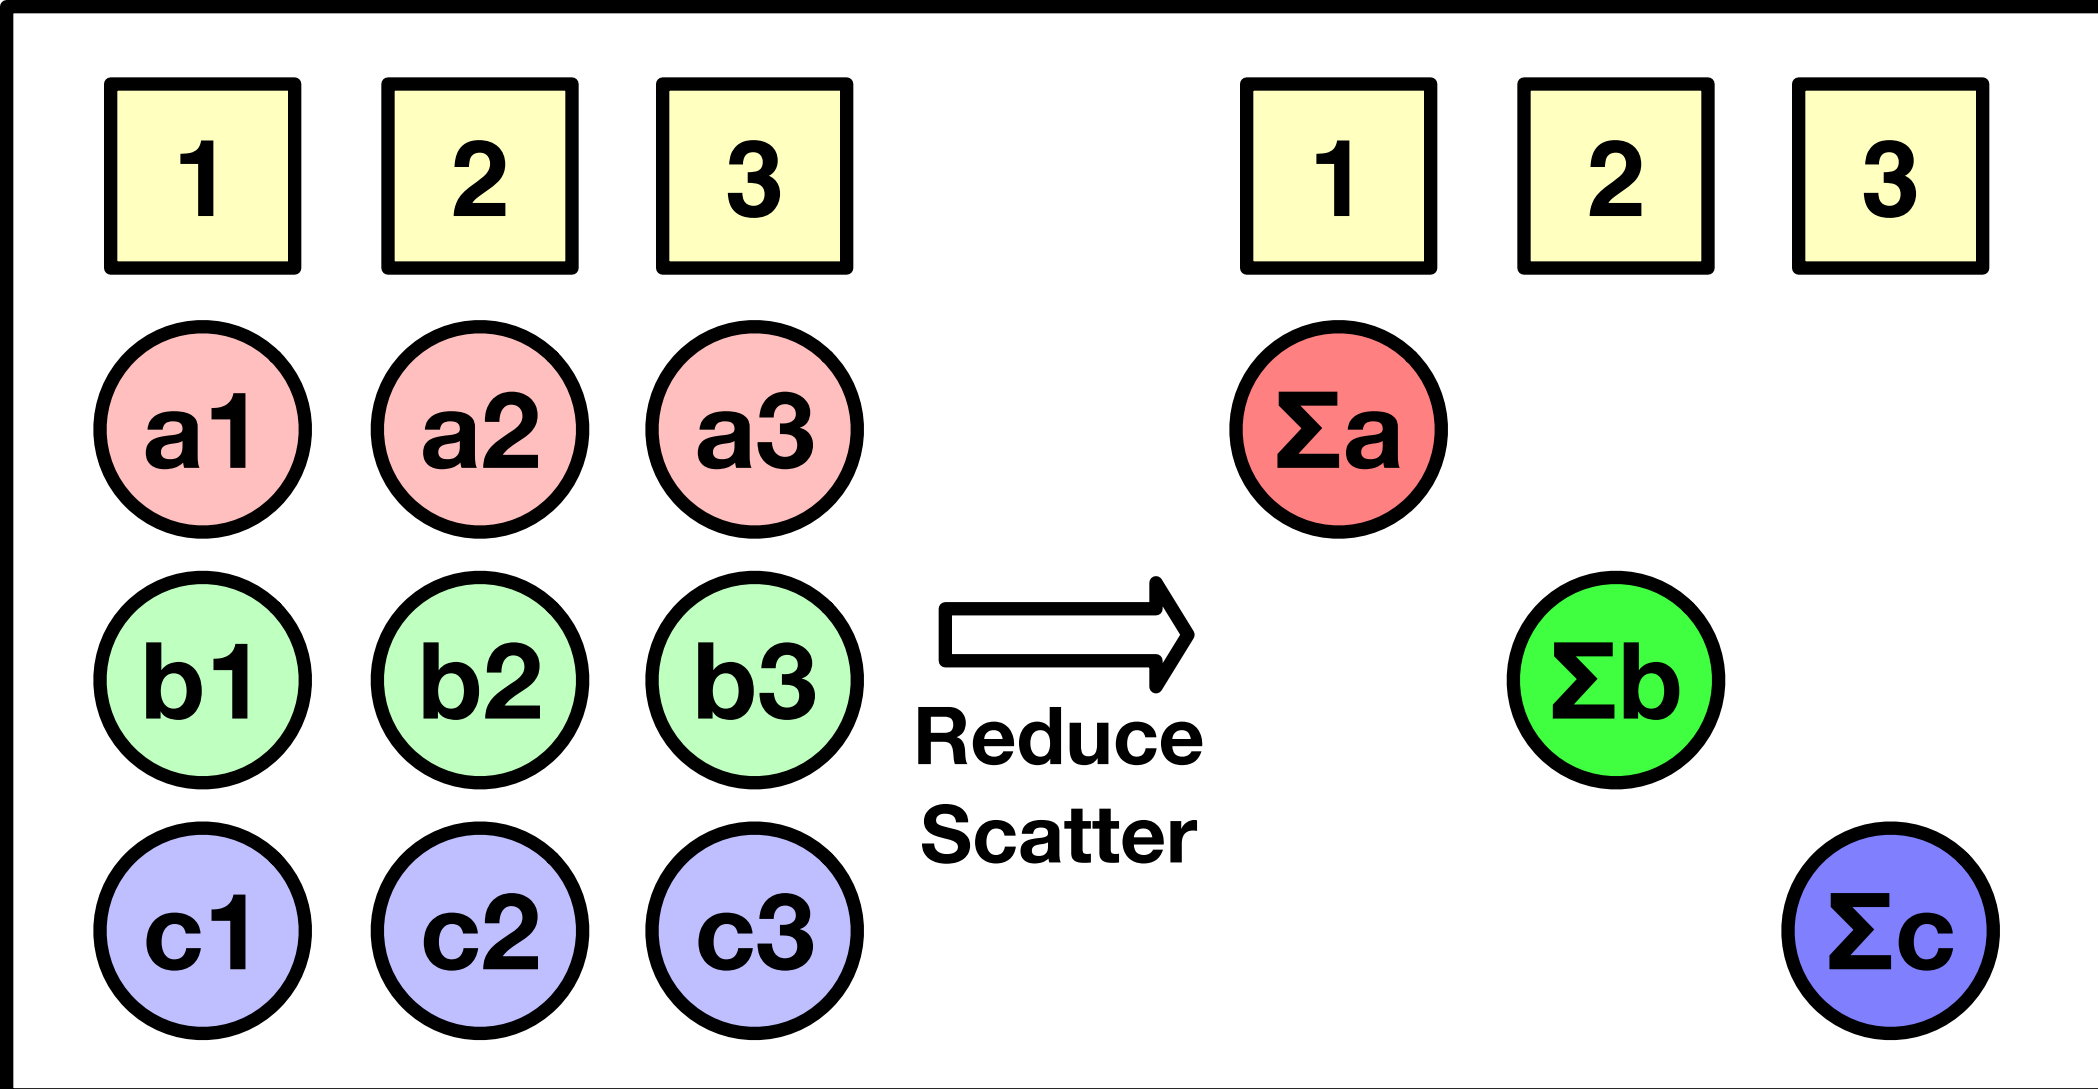 1 2 3 1 2 3
a1 a2 a3 Σa
b1 b2 b3 Σb
Reduce
Scatter
c1 c2 c3 Σc